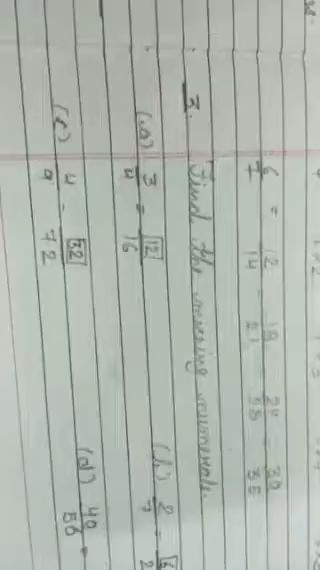 6/7 = 12/14 = 18/21 = 24/28 = 30/35
3. Find the missing numerals.
(a) 3/4 = 12/16 (b) 2/7 = 6/2
(c) 4/9 = 32/72 (d) 40/56 =